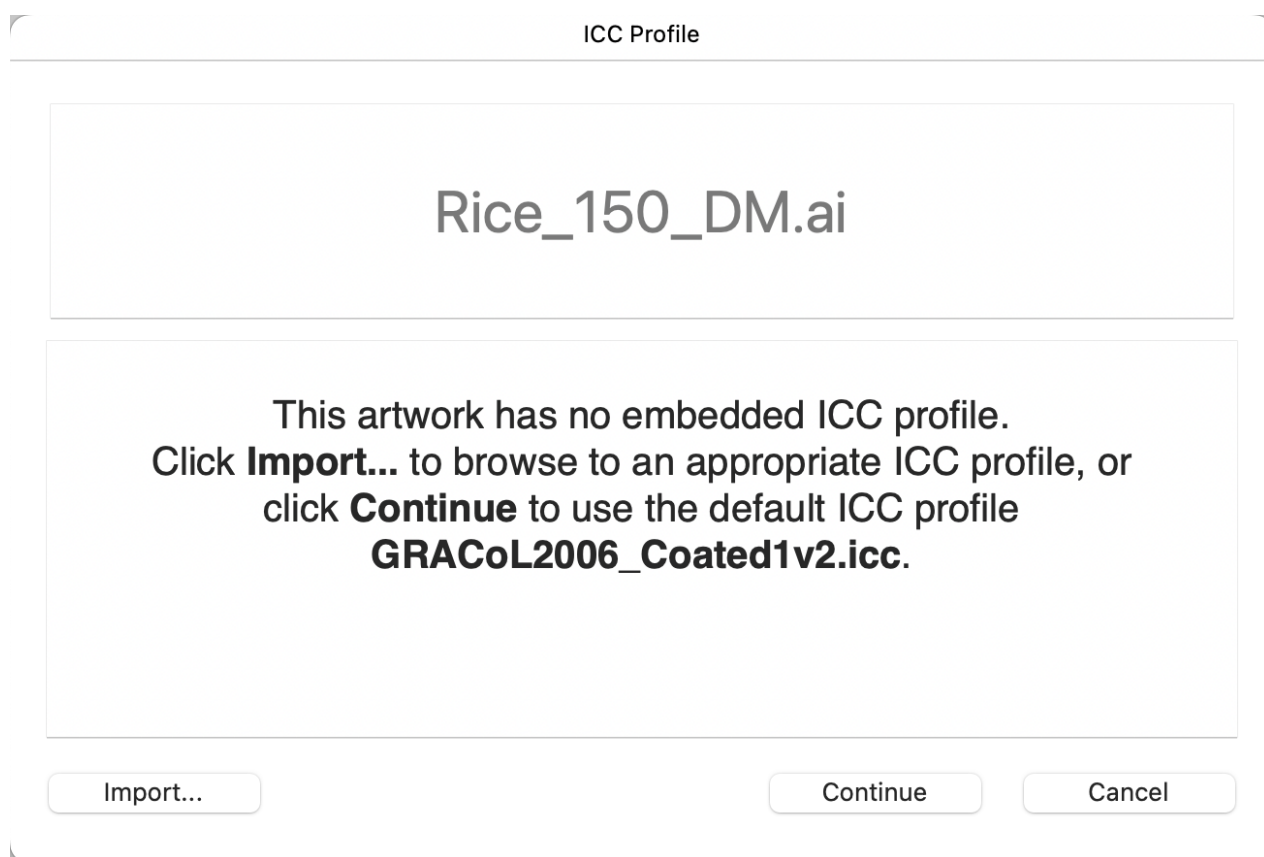 ICC Profile
Rice_150_DM.ai
This artwork has no embedded ICC profile.
Click Import... to browse to an appropriate ICC profile, or
click Continue to use the default ICC profile
GRACoL2006_Coated1v2.icc.
Import...
Continue
Cancel